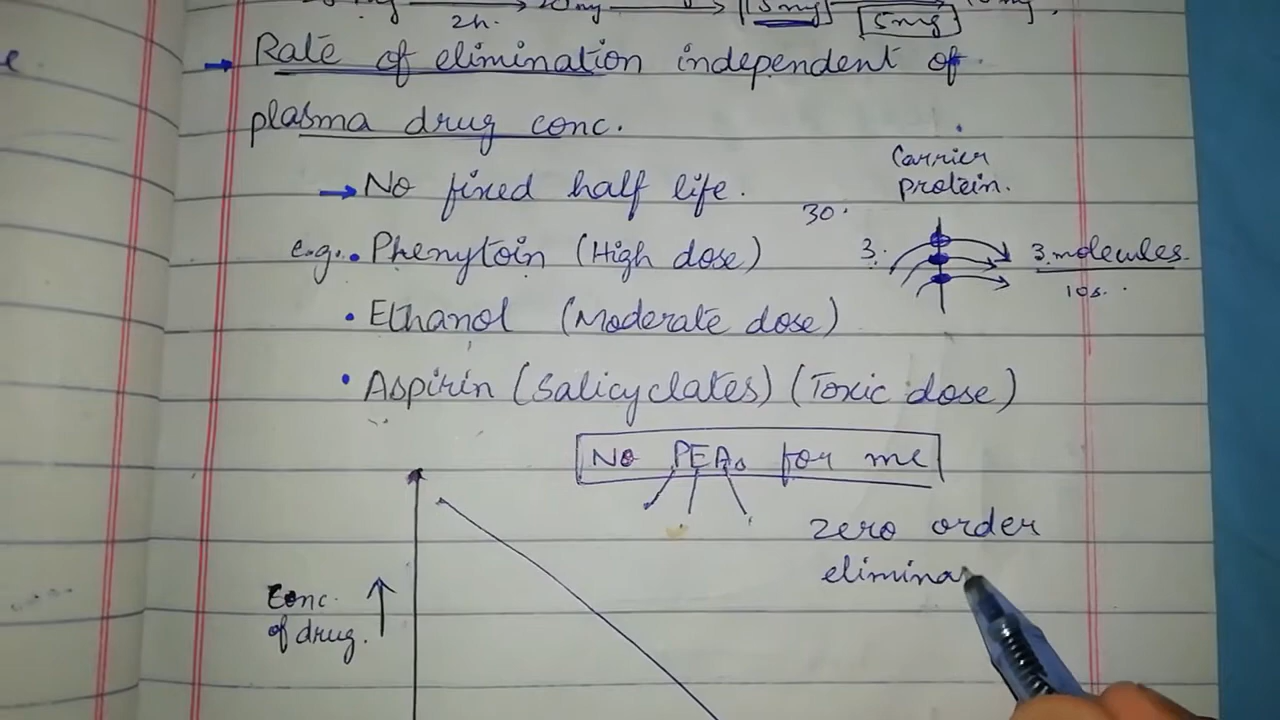 2h.
→ Rate of elimination independent of
plasma drug conc.
→ No fixed half life.
Carrier
protein.
30.
3.
3 molecules
10s.
e.g. • Phenytoin (High dose)
• Ethanol (Moderate dose)
• Aspirin (Salicyclates) (Toxic dose)
No PEAs for me
zero order
elimina
Conc.
of drug.